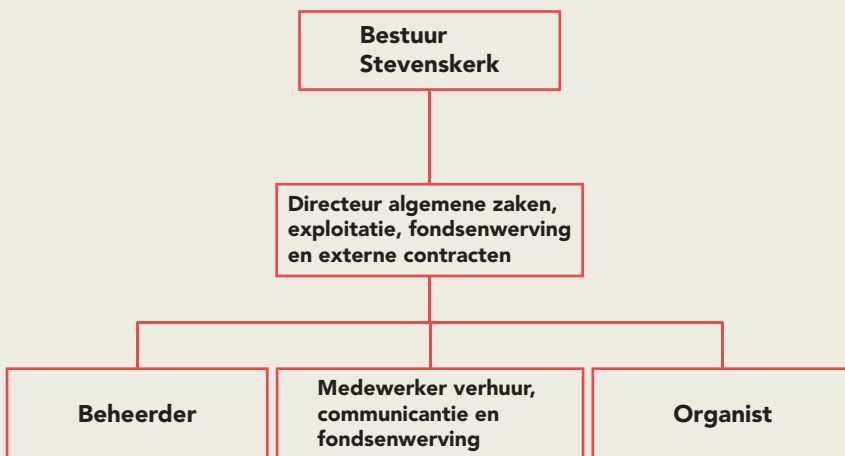 Bestuur
Stevenskerk
Directeur algemene zaken,
exploitatie, fondsenwerving
en externe contracten
Beheerder
Medewerker verhuur,
communicantie en
fondsenwerving
Organist